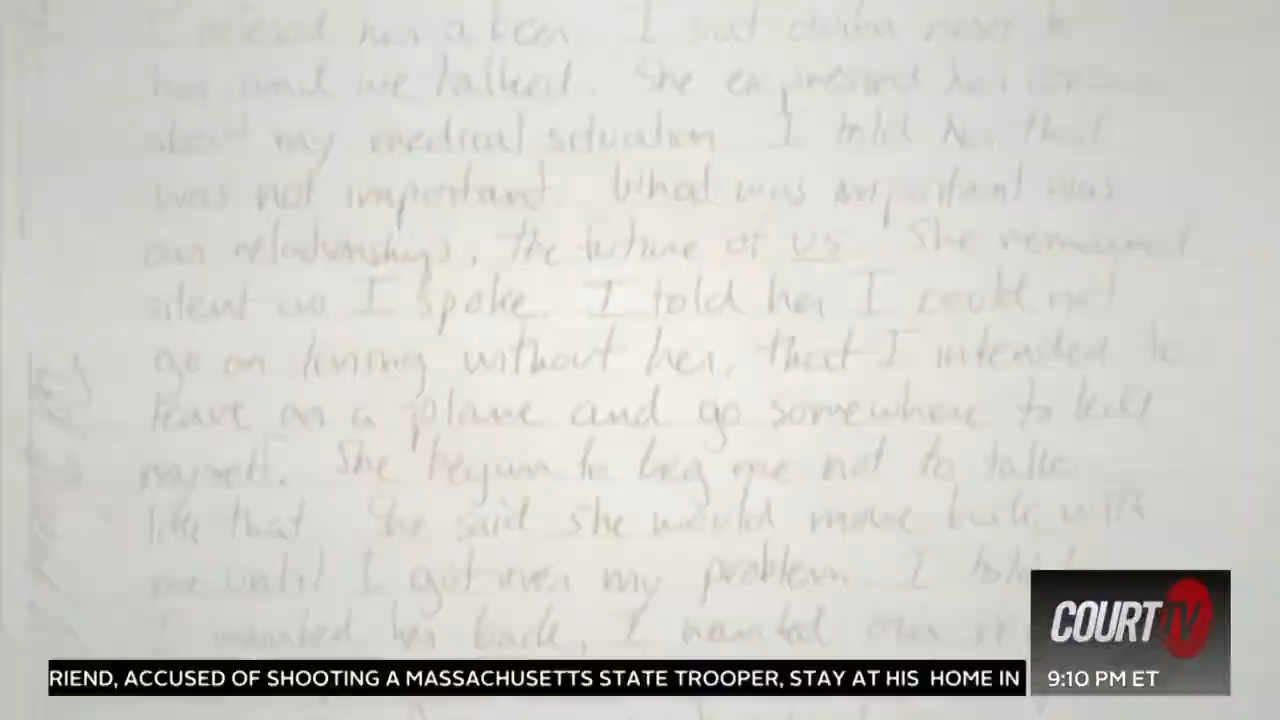 I offered her a beer. I sat down next to
her and we talked. She expressed her concern
about my medical situation I told her that
was not important. What was important was
our relationship, the future of us She remained
silent as I spoke I told her I could not
go on living without her, that I intended to
leave on a plane and go somewhere to kill
myself. She begun to beg me not to talk
like that She said she would move back with
me until I got over my problem. I told
I wanted her back, I wanted our
COURT TV
RIEND, ACCUSED OF SHOOTING A MASSACHUSETTS STATE TROOPER, STAY AT HIS HOME IN
9:10 PM ET